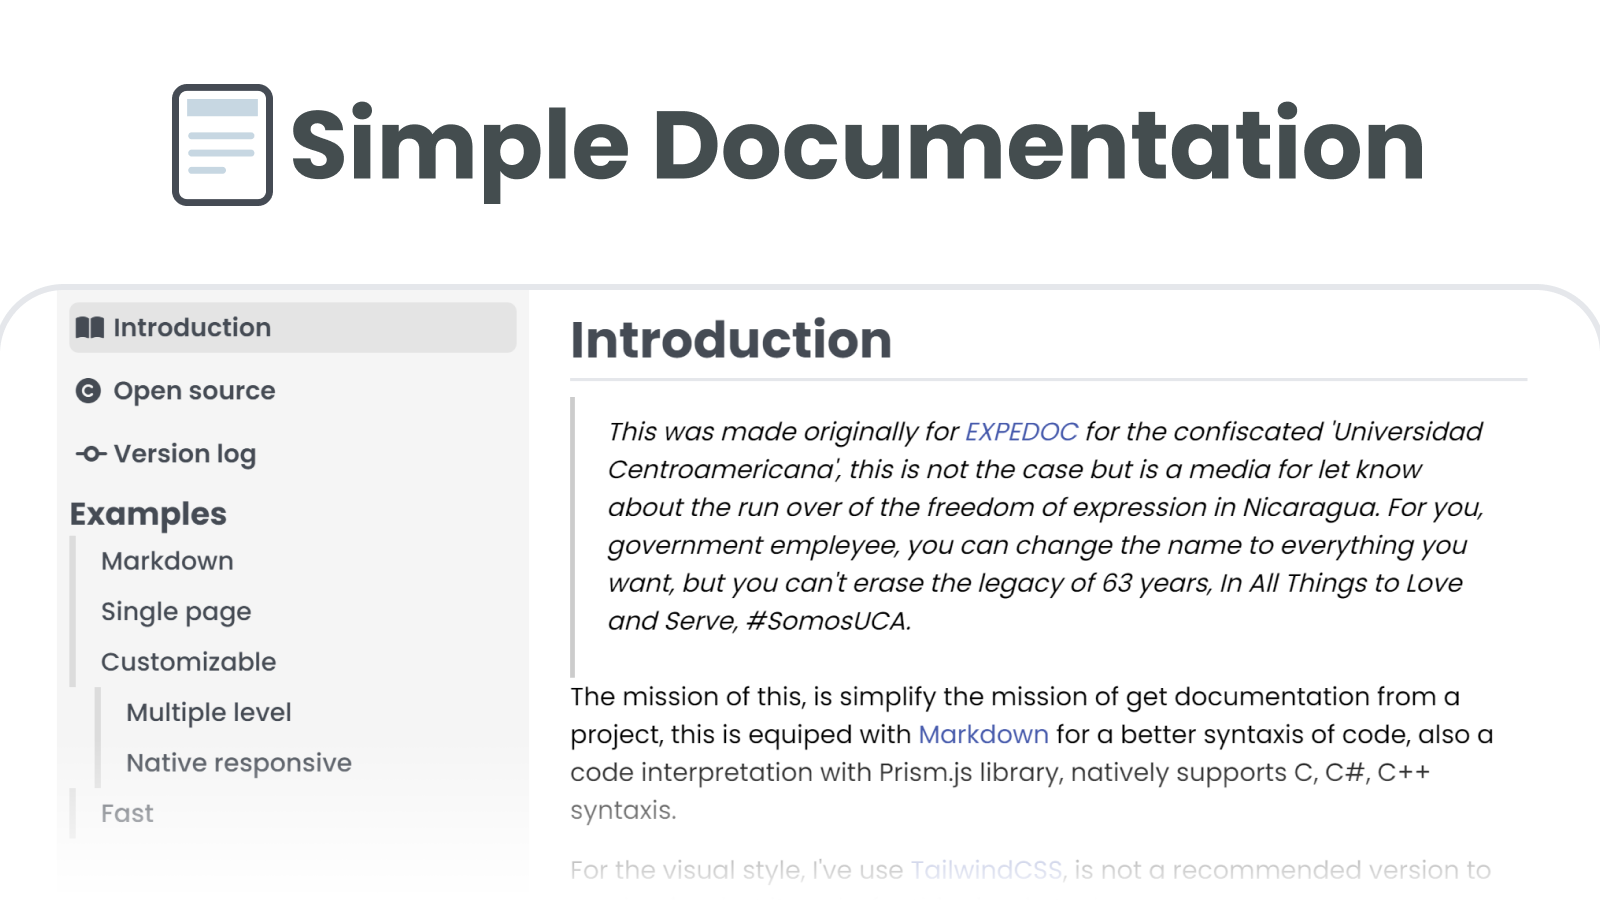 Simple Documentation
Introduction
Open source
Version log
Examples
Markdown
Single page
Customizable
Multiple level
Native responsive
Fast
Introduction
This was made originally for EXPEDOC for the confiscated 'Universidad
Centroamericana', this is not the case but is a media for let know
about the run over of the freedom of expression in Nicaragua. For you,
government employee, you can change the name to everything you
want, but you can't erase the legacy of 63 years, In All Things to Love
and Serve, #SomosUCA.
The mission of this, is simplify the mission of get documentation from a
project, this is equiped with Markdown for a better syntaxis of code, also a
code interpretation with Prism.js library, natively supports C, C#, C++
syntaxis.
For the visual style, I've use TailwindCSS, is not a recommended version to